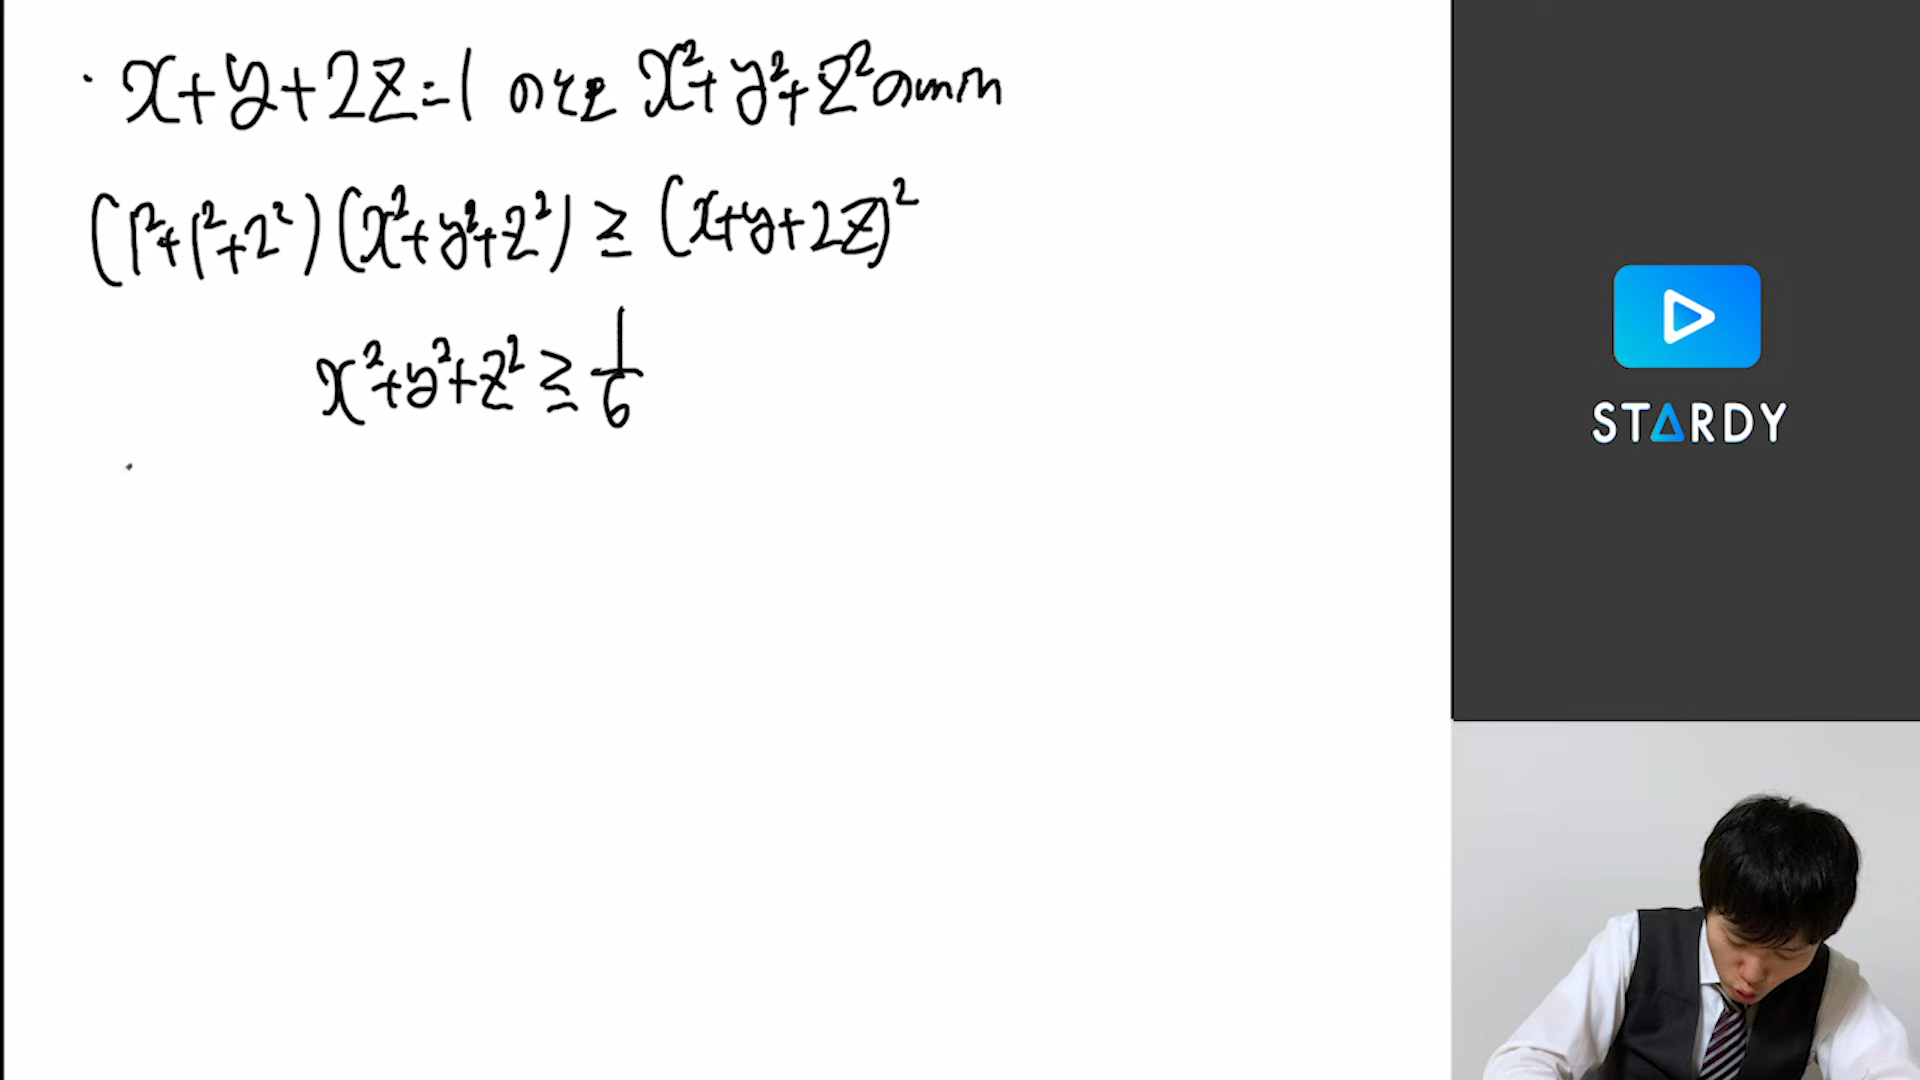 ・x+y+2z=1 のとき x²+y²+z²のmin
(1²+1²+2²)(x²+y²+z²) ≧ (x+y+2z)²
x²+y²+z² ≧ 1/6
STARDY